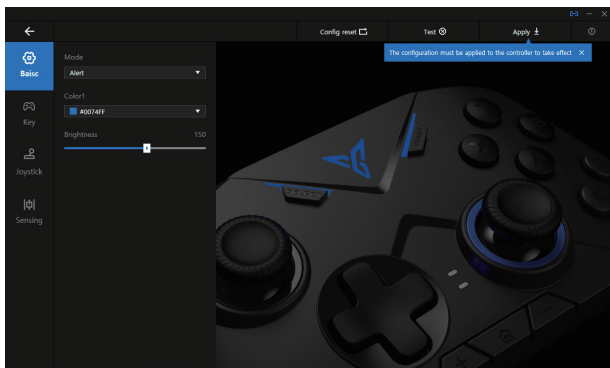 Config reset
Test
Apply
The configuration must be applied to the controller to take effect
Baisc
Key
Joystick
Sensing
Mode
Alert
Color1
#0074FF
Brightness 150